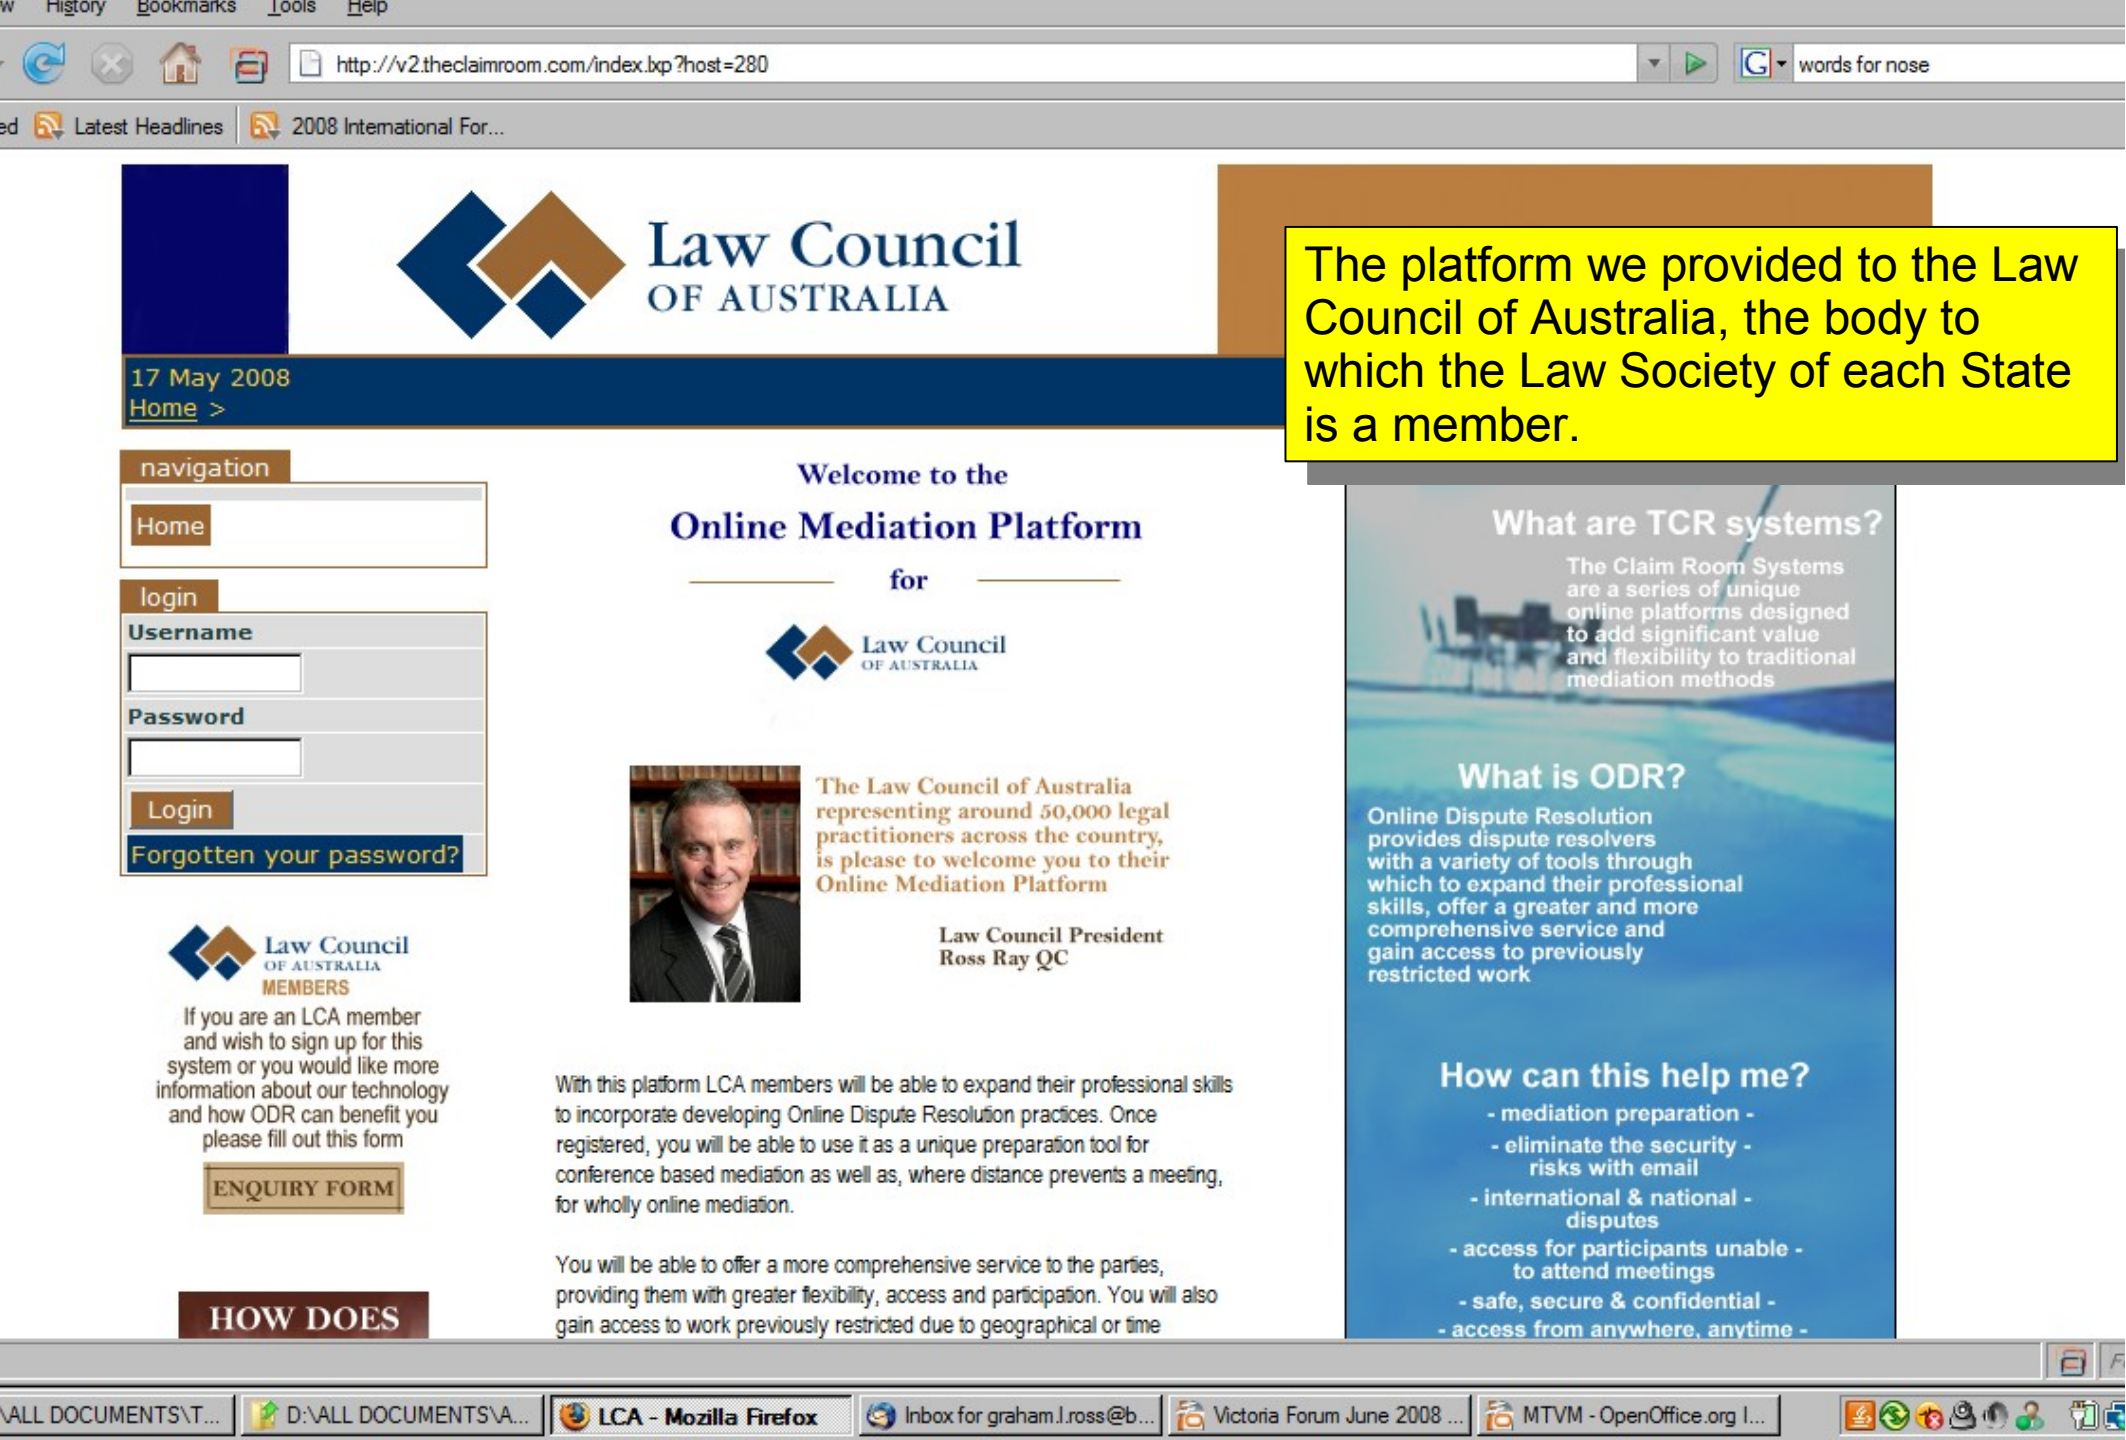 History Bookmarks Tools Help
http://v2.theclaimroom.com/index.lxp?host=280
G words for nose
Latest Headlines 2008 International For...
Law Council
OF AUSTRALIA
The platform we provided to the Law
Council of Australia, the body to
which the Law Society of each State
is a member.
17 May 2008
Home >
navigation
Home
login
Username
Password
Login
Forgotten your password?
Law Council
OF AUSTRALIA
MEMBERS
If you are an LCA member
and wish to sign up for this
system or you would like more
information about our technology
and how ODR can benefit you
please fill out this form
ENQUIRY FORM
HOW DOES
Welcome to the
Online Mediation Platform
for
Law Council
OF AUSTRALIA
The Law Council of Australia
representing around 50,000 legal
practitioners across the country,
is please to welcome you to their
Online Mediation Platform
Law Council President
Ross Ray QC
With this platform LCA members will be able to expand their professional skills
to incorporate developing Online Dispute Resolution practices. Once
registered, you will be able to use it as a unique preparation tool for
conference based mediation as well as, where distance prevents a meeting,
for wholly online mediation.
You will be able to offer a more comprehensive service to the parties,
providing them with greater flexibility, access and participation. You will also
gain access to work previously restricted due to geographical or time
What are TCR systems?
The Claim Room Systems
are a series of unique
online platforms designed
to add significant value
and flexibility to traditional
mediation methods
What is ODR?
Online Dispute Resolution
provides dispute resolvers
with a variety of tools through
which to expand their professional
skills, offer a greater and more
comprehensive service and
gain access to previously
restricted work
How can this help me?
- mediation preparation -
- eliminate the security -
risks with email
- international & national -
disputes
- access for participants unable -
to attend meetings
- safe, secure & confidential -
- access from anywhere, anytime -
\ALL DOCUMENTS\T... D:\ALL DOCUMENTS\A... LCA - Mozilla Firefox Inbox for graham.l.ross@b... Victoria Forum June 2008 ... MTVM - OpenOffice.org I...